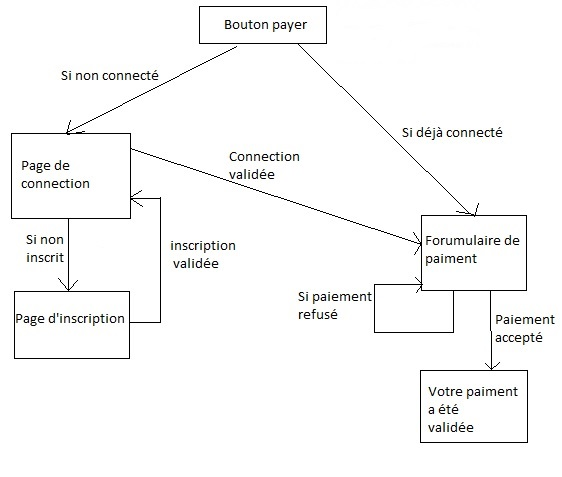 Bouton payer
Si non connecté
Si déjà connecté
Page de
connection
Connection
validée
Forumulaire de
paiment
Si non
inscrit
inscription
validée
Page d'inscription
Si paiement
refusé
Paiement
accepté
Votre paiment
a été
validée